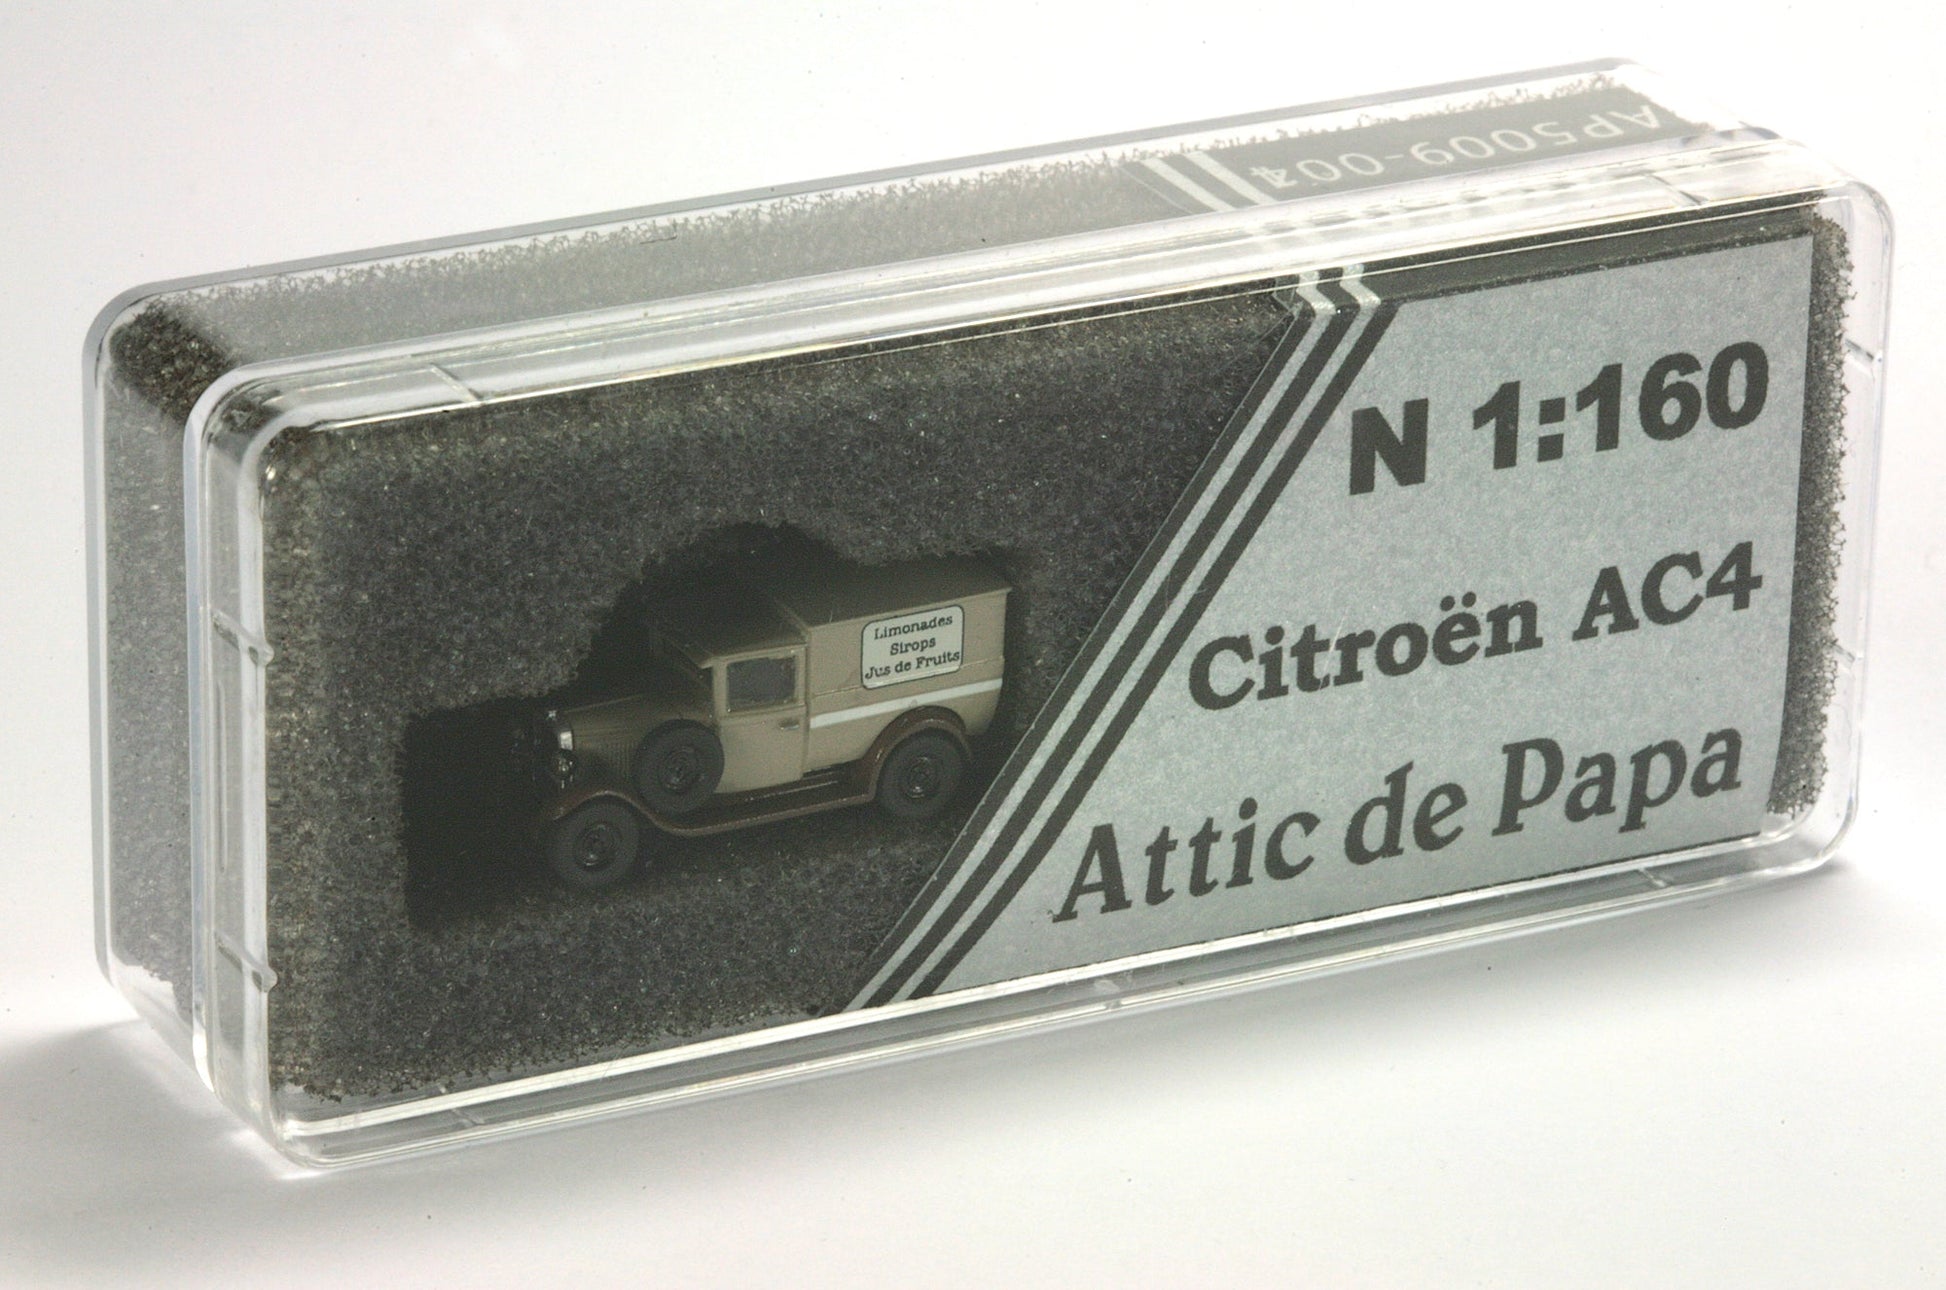 AP5009-004
N 1:160
Citroën AC4
Attic de Papa
Limonades
Sirops
Jus de Fruits